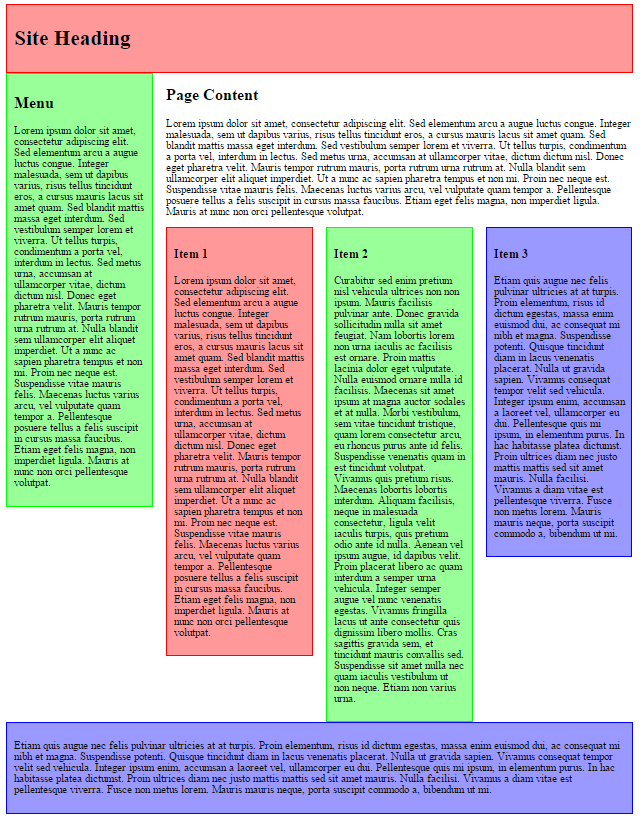 Site Heading
Menu
Lorem ipsum dolor sit amet,
consectetur adipiscing elit.
Sed elementum arcu a augue
luctus congue. Integer
malesuada, sem ut dapibus
varius, risus tellus tincidunt
eros, a cursus mauris lacus sit
amet quam. Sed blandit mattis
massa eget interdum. Sed
vestibulum semper lorem et
viverra. Ut tellus turpis,
condimentum a porta vel,
interdum in lectus. Sed metus
urna, accumsan at
ullamcorper vitae, dictum
dictum nisl. Donec eget
pharetra velit. Mauris tempor
rutrum mauris, porta rutrum
urna rutrum at. Nulla blandit
sem ullamcorper elit aliquet
imperdiet. Ut a nunc ac
sapien pharetra tempus et non
mi. Proin nec neque est.
Suspendisse vitae mauris
felis. Maecenas luctus varius
arcu, vel vulputate quam
tempor a. Pellentesque
posuere tellus a felis suscipit
in cursus massa faucibus.
Etiam eget felis magna, non
imperdiet ligula. Mauris at
nunc non orci pellentesque
volutpat.
Page Content
Lorem ipsum dolor sit amet, consectetur adipiscing elit. Sed elementum arcu a augue luctus congue. Integer
malesuada, sem ut dapibus varius, risus tellus tincidunt eros, a cursus mauris lacus sit amet quam. Sed
blandit mattis massa eget interdum. Sed vestibulum semper lorem et viverra. Ut tellus turpis, condimentum
a porta vel, interdum in lectus. Sed metus urna, accumsan at ullamcorper vitae, dictum dictum nisl. Donec
eget pharetra velit. Mauris tempor rutrum mauris, porta rutrum urna rutrum at. Nulla blandit sem
ullamcorper elit aliquet imperdiet. Ut a nunc ac sapien pharetra tempus et non mi. Proin nec neque est.
Suspendisse vitae mauris felis. Maecenas luctus varius arcu, vel vulputate quam tempor a. Pellentesque
posuere tellus a felis suscipit in cursus massa faucibus. Etiam eget felis magna, non imperdiet ligula.
Mauris at nunc non orci pellentesque volutpat.
Item 1
Lorem ipsum dolor sit amet,
consectetur adipiscing elit.
Sed elementum arcu a augue
luctus congue. Integer
malesuada, sem ut dapibus
varius, risus tellus tincidunt
eros, a cursus mauris lacus sit
amet quam. Sed blandit mattis
massa eget interdum. Sed
vestibulum semper lorem et
viverra. Ut tellus turpis,
condimentum a porta vel,
interdum in lectus. Sed metus
urna, accumsan at
ullamcorper vitae, dictum
dictum nisl. Donec eget
pharetra velit. Mauris tempor
rutrum mauris, porta rutrum
urna rutrum at. Nulla blandit
sem ullamcorper elit aliquet
imperdiet. Ut a nunc ac
sapien pharetra tempus et non
mi. Proin nec neque est.
Suspendisse vitae mauris
felis. Maecenas luctus varius
arcu, vel vulputate quam
tempor a. Pellentesque
posuere tellus a felis suscipit
in cursus massa faucibus.
Etiam eget felis magna, non
imperdiet ligula. Mauris at
nunc non orci pellentesque
volutpat.
Item 2
Curabitur sed enim pretium
nisl vehicula ultrices non non
ipsum. Mauris facilisis
pulvinar ante. Donec gravida
sollicitudin nulla sit amet
feugiat. Nam lobortis lorem
non urna iaculis ac facilisis
est ornare. Proin mattis
lacinia dolor eget vulputate.
Nulla euismod ornare nulla id
facilisis. Maecenas sit amet
ipsum at magna auctor sodales
et at nulla. Morbi vestibulum,
sem vitae tincidunt tristique,
quam lorem consectetur arcu,
eu rhoncus purus ante id felis.
Suspendisse venenatis quam in
est tincidunt volutpat.
Vivamus quis pretium risus.
Maecenas lobortis lobortis
interdum. Aliquam facilisis,
neque in malesuada
consectetur, ligula velit
iaculis turpis, quis pretium
odio ante id nulla. Aenean vel
ipsum augue, id dapibus velit.
Proin placerat libero ac quam
interdum a semper urna
vehicula. Integer semper
augue vel nunc venenatis
egestas. Vivamus fringilla
lacus ut ante consectetur quis
dignissim libero mollis. Cras
sagittis gravida sem, et
tincidunt mauris convallis sed.
Suspendisse sit amet nulla nec
quam iaculis vestibulum ut
non neque. Etiam non varius
urna.
Item 3
Etiam quis augue nec felis
pulvinar ultricies at at turpis.
Proin elementum, risus id
dictum egestas, massa enim
euismod dui, ac consequat mi
nibh et magna. Suspendisse
potenti. Quisque tincidunt
diam in lacus venenatis
placerat. Nulla ut gravida
sapien. Vivamus consequat
tempor velit sed vehicula.
Integer ipsum enim, accumsan
a laoreet vel, ullamcorper eu
dui. Pellentesque quis mi
ipsum, in elementum purus. In
hac habitasse platea dictumst.
Proin ultrices diam nec justo
mattis mattis sed sit amet
mauris. Nulla facilisi.
Vivamus a diam vitae est
pellentesque viverra. Fusce
non metus lorem. Mauris
mauris neque, porta suscipit
commodo a, bibendum ut mi.
Etiam quis augue nec felis pulvinar ultricies at at turpis. Proin elementum, risus id dictum egestas, massa enim euismod dui, ac consequat mi
nibh et magna. Suspendisse potenti. Quisque tincidunt diam in lacus venenatis placerat. Nulla ut gravida sapien. Vivamus consequat tempor
velit sed vehicula. Integer ipsum enim, accumsan a laoreet vel, ullamcorper eu dui. Pellentesque quis mi ipsum, in elementum purus. In hac
habitasse platea dictumst. Proin ultrices diam nec justo mattis mattis sed sit amet mauris. Nulla facilisi. Vivamus a diam vitae est
pellentesque viverra. Fusce non metus lorem. Mauris mauris neque, porta suscipit commodo a, bibendum ut mi.